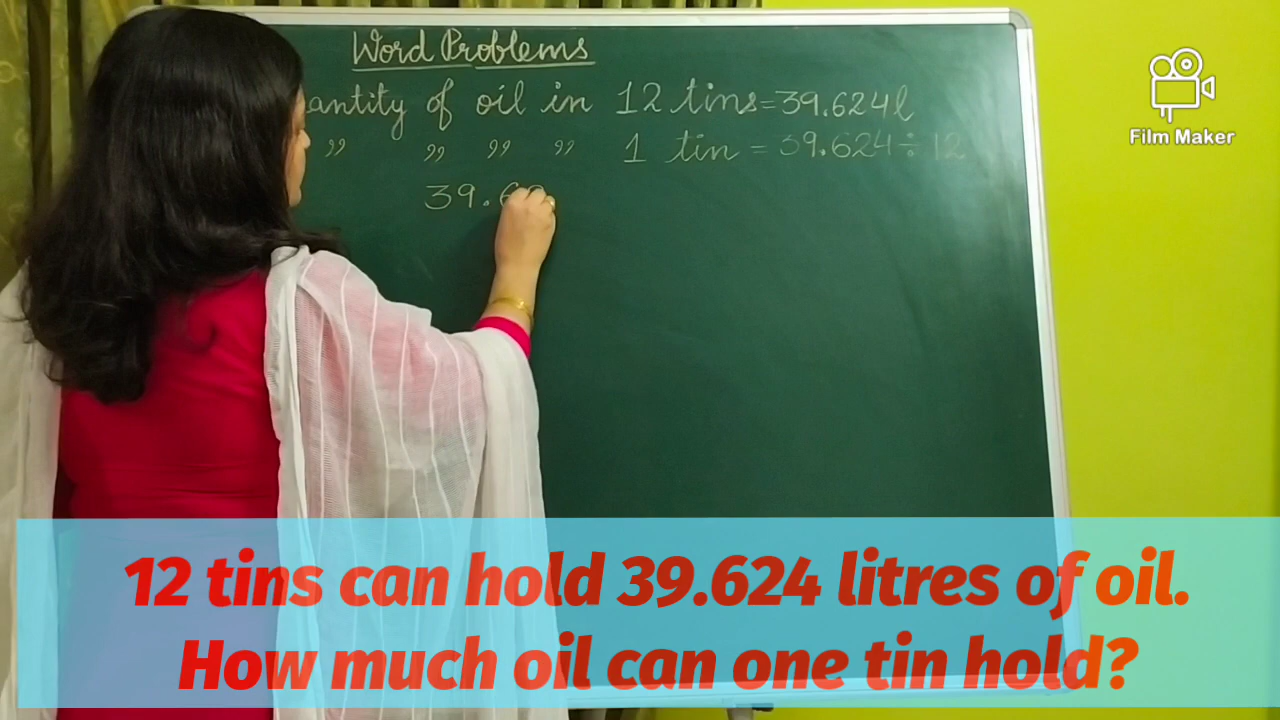 Word Problems
antity of oil in 12 tins=39.624l
" " " " 1 tin = 39.624÷12
39.6
Film Maker
12 tins can hold 39.624 litres of oil.
How much oil can one tin hold?